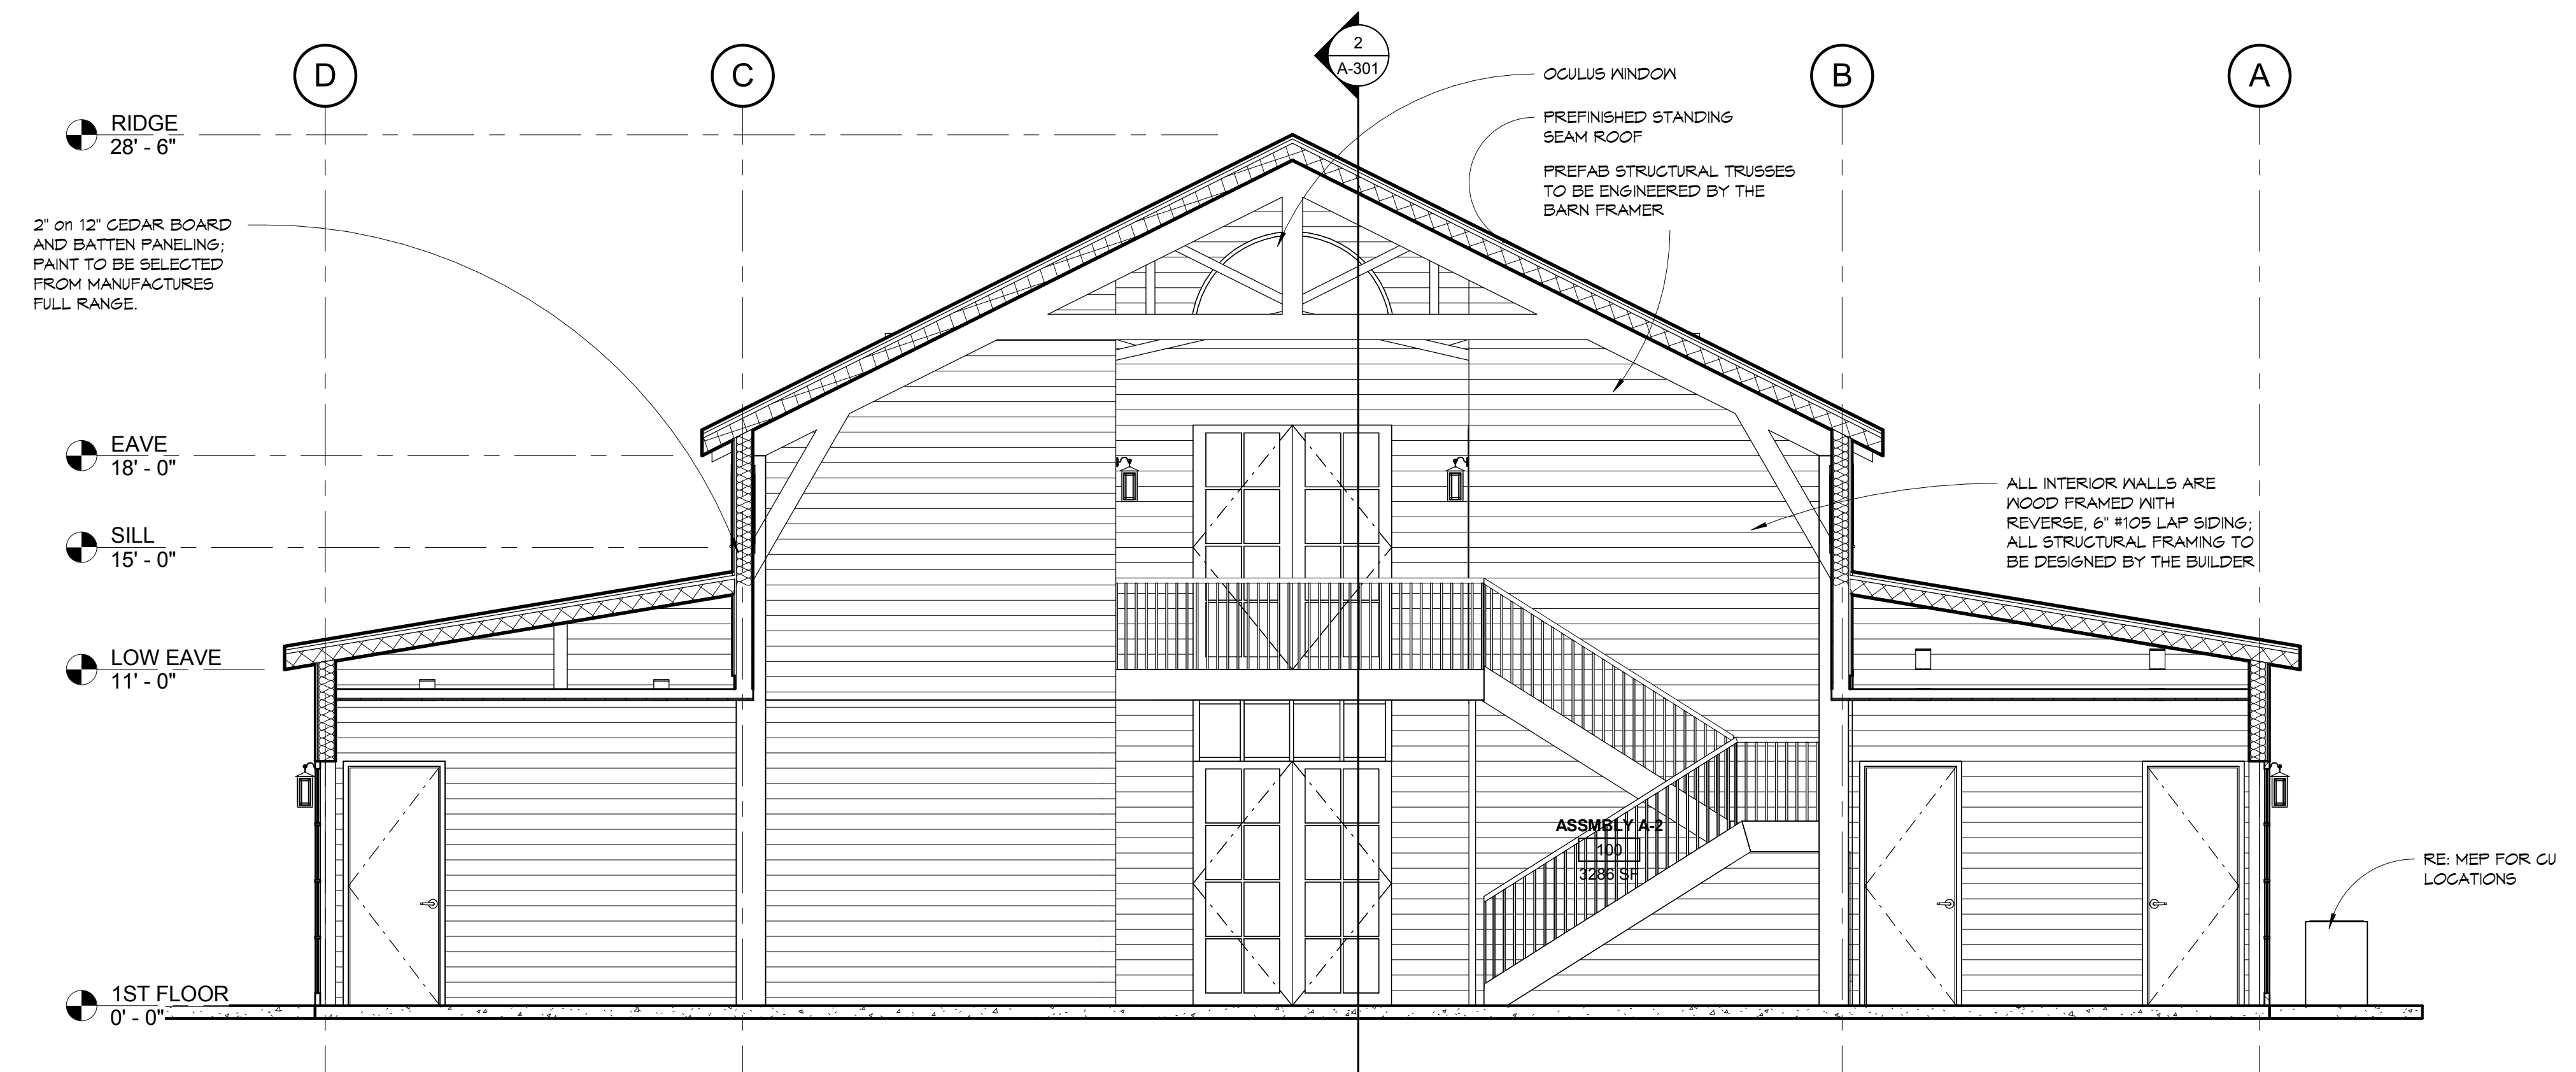 2
A-301
D
C
B
A
OCULUS WINDOW
RIDGE
28' - 6"
PREFINISHED STANDING
SEAM ROOF
PREFAB STRUCTURAL TRUSSES
TO BE ENGINEERED BY THE
BARN FRAMER
2" on 12" CEDAR BOARD
AND BATTEN PANELING;
PAINT TO BE SELECTED
FROM MANUFACTURES
FULL RANGE.
EAVE
18' - 0"
ALL INTERIOR WALLS ARE
WOOD FRAMED WITH
REVERSE, 6" #105 LAP SIDING;
ALL STRUCTURAL FRAMING TO
BE DESIGNED BY THE BUILDER
SILL
15' - 0"
LOW EAVE
11' - 0"
ASSMBLY A-2
100
3286 SF
RE: MEP FOR CU
LOCATIONS
1ST FLOOR
0' - 0"